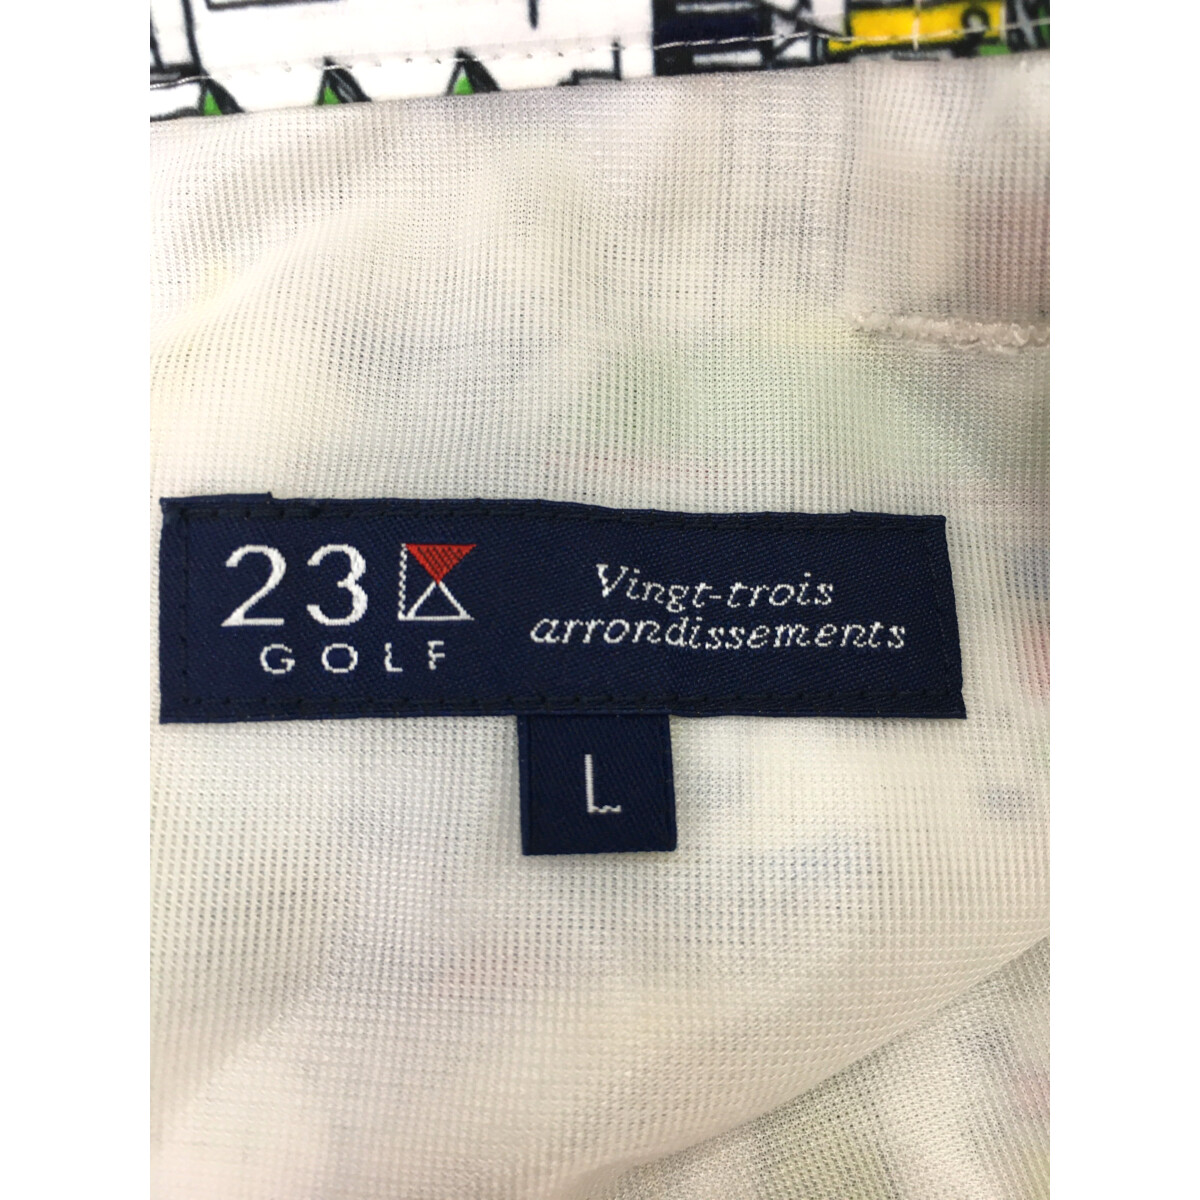 23
GOLF
Vingt-trois
arrondissements
L